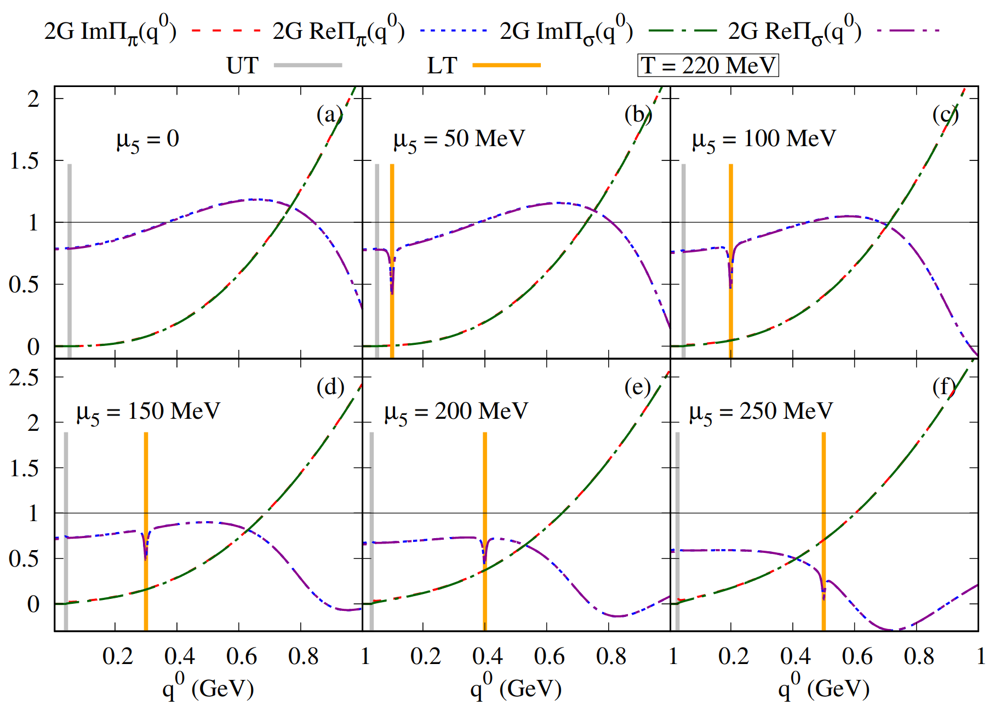 2G ImΠπ(q⁰) 2G ReΠπ(q⁰) 2G ImΠσ(q⁰) 2G ReΠσ(q⁰)
UT LT T = 220 MeV
2 (a) (b) (c)
μ₅ = 0 μ₅ = 50 MeV μ₅ = 100 MeV
1.5
1
0.5
0
2.5 (d) (e) (f)
μ₅ = 150 MeV μ₅ = 200 MeV μ₅ = 250 MeV
2
1.5
1
0.5
0
0.2 0.4 0.6 0.8 1 0.2 0.4 0.6 0.8 1 0.2 0.4 0.6 0.8 1
q⁰ (GeV) q⁰ (GeV) q⁰ (GeV)